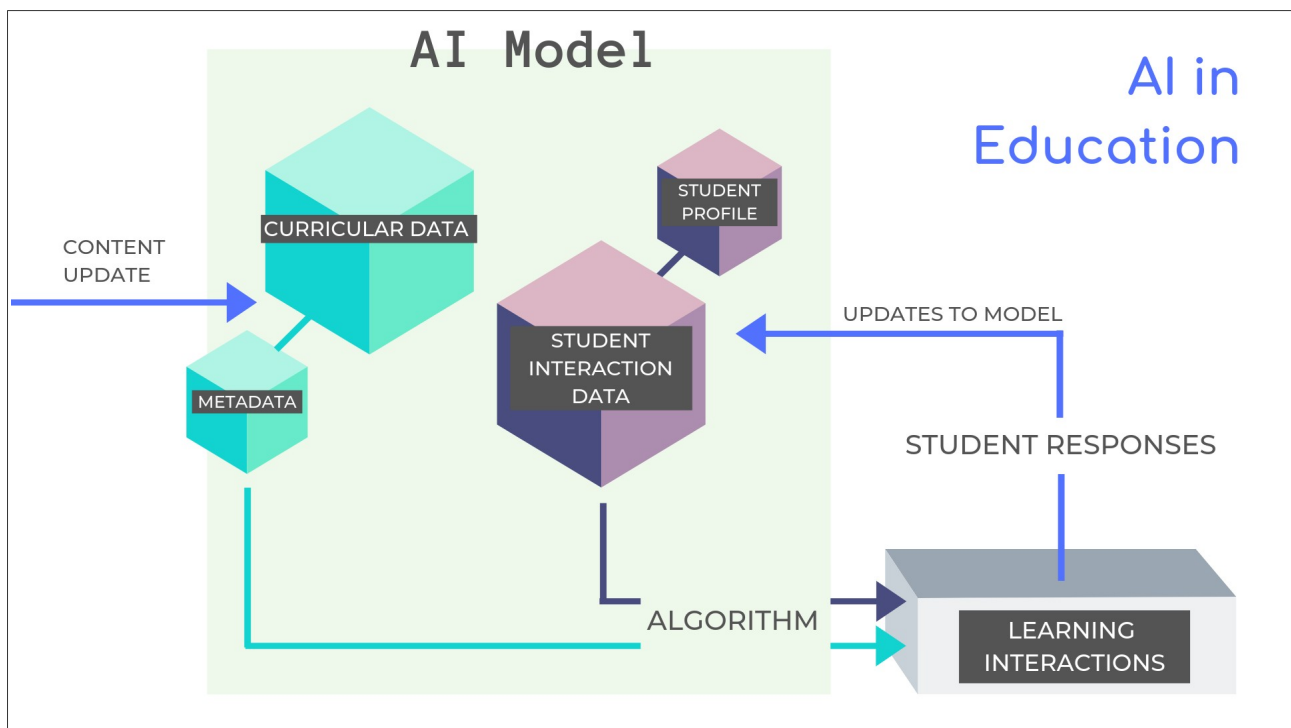 AI Model
AI in
Education
STUDENT
PROFILE
CURRICULAR DATA
CONTENT
UPDATE
UPDATES TO MODEL
STUDENT
INTERACTION
DATA
METADATA
STUDENT RESPONSES
ALGORITHM
LEARNING
INTERACTIONS